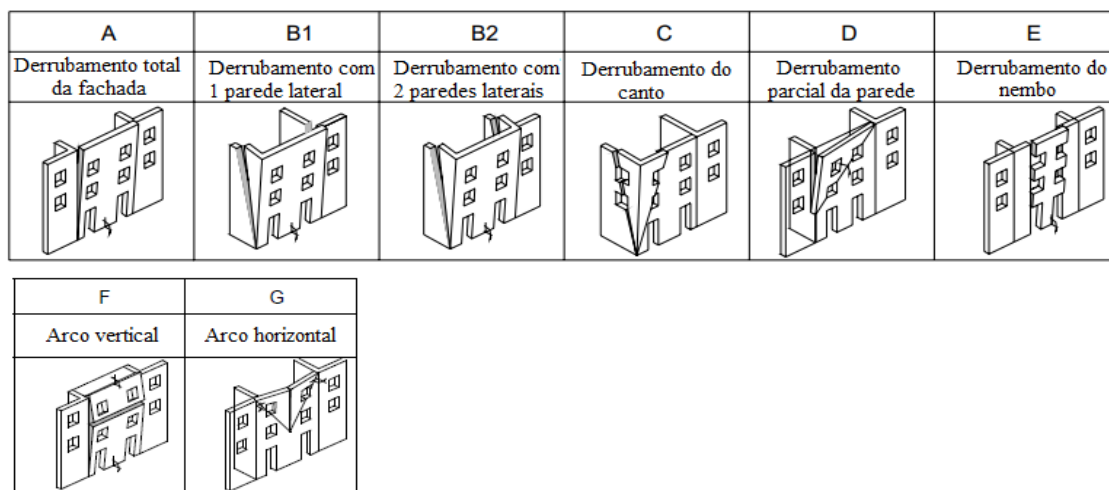 A
B1
B2
C
D
E
Derrubamento total
da fachada
Derrubamento com
1 parede lateral
Derrubamento com
2 paredes laterais
Derrubamento do
canto
Derrubamento
parcial da parede
Derrubamento do
nembo
F
G
Arco vertical
Arco horizontal